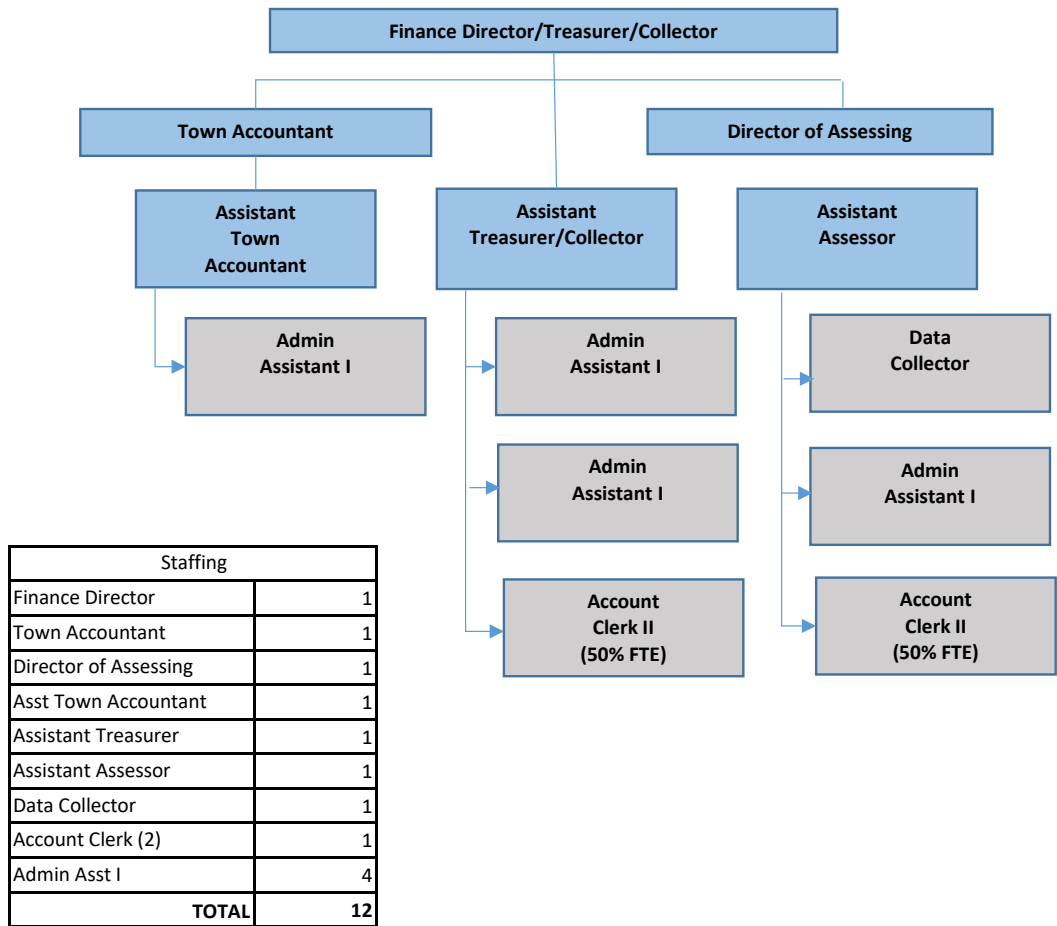 Finance Director/Treasurer/Collector
Town Accountant
Director of Assessing
Assistant
Town
Accountant
Assistant
Treasurer/Collector
Assistant
Assessor
Admin
Assistant I
Admin
Assistant I
Data
Collector
Admin
Assistant I
Admin
Assistant I
Account
Clerk II
(50% FTE)
Account
Clerk II
(50% FTE)
Staffing
Finance Director 1
Town Accountant 1
Director of Assessing 1
Asst Town Accountant 1
Assistant Treasurer 1
Assistant Assessor 1
Data Collector 1
Account Clerk (2) 1
Admin Asst I 4
TOTAL 12